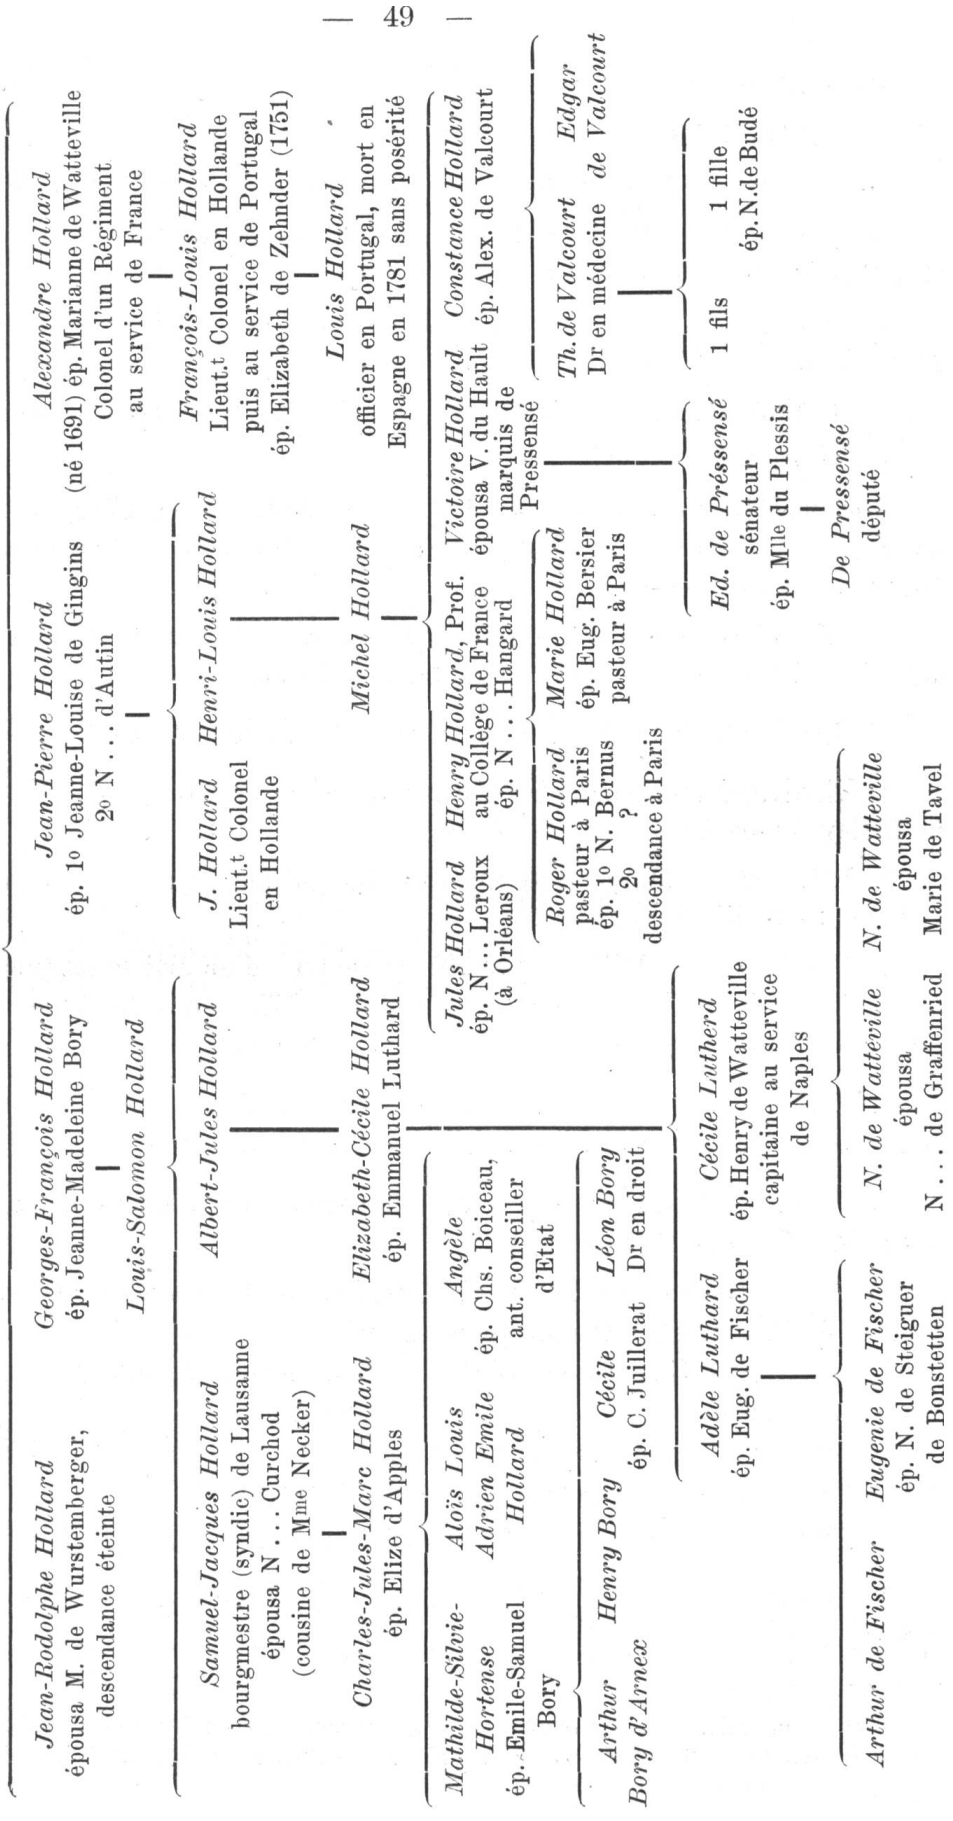 — 49 —
Jean-Rodolphe Hollard
épousa M. de Wurstemberger,
descendance éteinte
Georges-François Hollard
ép. Jeanne-Madeleine Bory
Louis-Salomon Hollard
Jean-Pierre Hollard
ép. 1o Jeanne-Louise de Gingins
2o N ... d'Autin
Alexandre Hollard
(né 1691) ép. Marianne de Watteville
Colonel d'un Régiment
au service de France
Samuel-Jacques Hollard
bourgmestre (syndic) de Lausanne
épousa N ... Curchod
(cousine de Mme Necker)
Albert-Jules Hollard
J. Hollard
Lieut.t Colonel
en Hollande
Henri-Louis Hollard
François-Louis Hollard
Lieut.t Colonel en Hollande
puis au service de Portugal
ép. Elizabeth de Zehnder (1751)
Charles-Jules-Marc Hollard
ép. Elize d'Apples
Elizabeth-Cécile Hollard
ép. Emmanuel Luthard
Michel Hollard
Louis Hollard
officier en Portugal, mort en
Espagne en 1781 sans posérité
Mathilde-Silvie-
Hortense
ép. Emile-Samuel
Bory
Aloïs Louis
Adrien Emile
Hollard
Angèle
ép. Chs. Boiceau,
ant. conseiller
d'Etat
Jules Hollard
ép. N... Leroux
(à Orléans)
Henry Hollard, Prof.
au Collège de France
ép. N ... Hangard
Victoire Hollard
épousa V. du Hault
marquis de
Pressensé
Constance Hollard
ép. Alex. de Valcourt
Arthur
Bory d'Arnex
Henry Bory
Cécile
ép. C. Juillerat
Léon Bory
Dr en droit
Roger Hollard
pasteur à Paris
ép. 1o N. Bernus
2o ?
descendance à Paris
Marie Hollard
ép. Eug. Bersier
pasteur à Paris
Th. de Valcourt
Dr en médecine
Edgar
de Valcourt
Adèle Luthard
ép. Eug. de Fischer
Cécile Lutherd
ép. Henry de Watteville
capitaine au service
de Naples
Ed. de Préssensé
sénateur
ép. Mlle du Plessis
De Pressensé
député
1 fils
1 fille
ép. N. de Budé
Arthur de Fischer
Eugenie de Fischer
ép. N. de Steiguer
de Bonstetten
N. de Watteville
épousa
N ... de Graffenried
N. de Watteville
épousa
Marie de Tavel